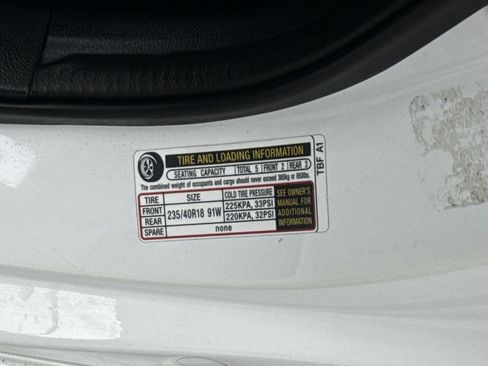 TIRE AND LOADING INFORMATION
SEATING CAPACITY TOTAL 5 FRONT 2 REAR 3
The combined weight of occupants and cargo should never exceed 385kg or 850lbs.
TIRE SIZE COLD TIRE PRESSURE SEE OWNER'S MANUAL FOR ADDITIONAL INFORMATION
FRONT 235/40R18 91W 225KPA, 33PSI
REAR 220KPA, 32PSI
SPARE none
TBF A1